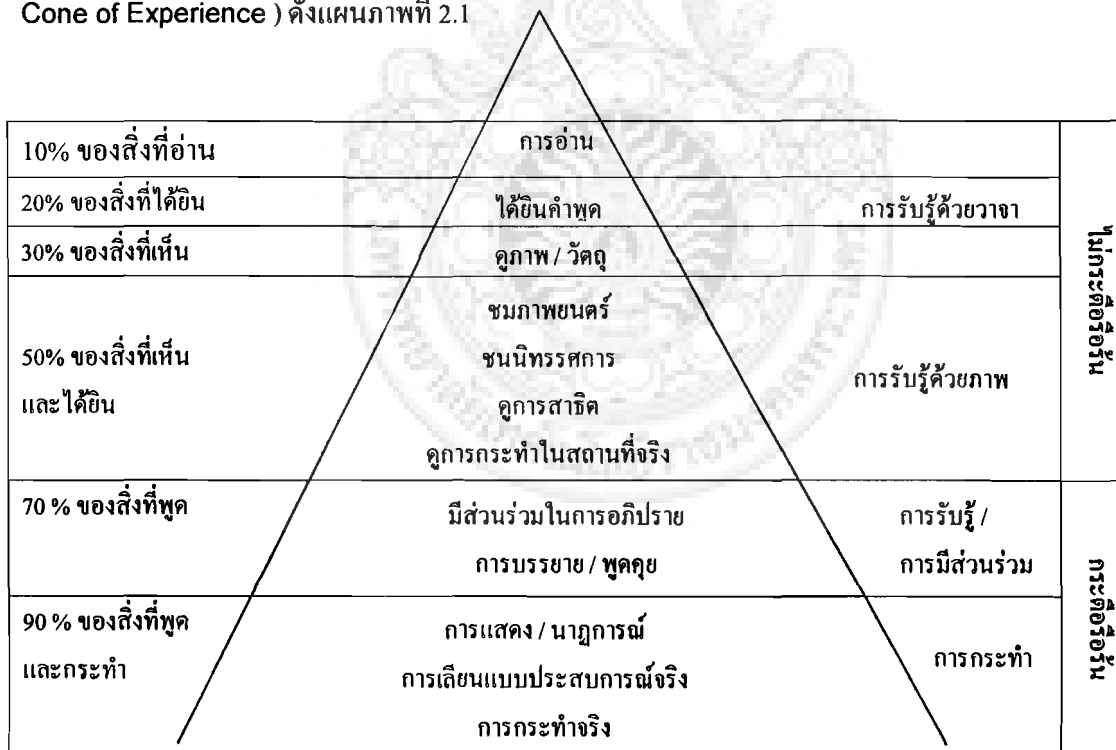 Cone of Experience ) ดังแผนภาพที่ 2.1
10% ของสิ่งที่อ่าน
การอ่าน
20% ของสิ่งที่ได้ยิน
ได้ยินคำพูด
การรับรู้ด้วยวาจา
30% ของสิ่งที่เห็น
ดูภาพ / วัตถุ
50% ของสิ่งที่เห็น
และได้ยิน
ชมภาพยนตร์
ชนนิทรรศการ
ดูการสาธิต
ดูการกระทำในสถานที่จริง
การรับรู้ด้วยภาพ
ไม่กระตือรือร้น
70 % ของสิ่งที่พูด
มีส่วนร่วมในการอภิปราย
การบรรยาย / พูดคุย
การรับรู้ /
การมีส่วนร่วม
90 % ของสิ่งที่พูด
และกระทำ
การแสดง / นาฏการณ์
การเลียนแบบประสบการณ์จริง
การกระทำจริง
การกระทำ
กระตือรือร้น